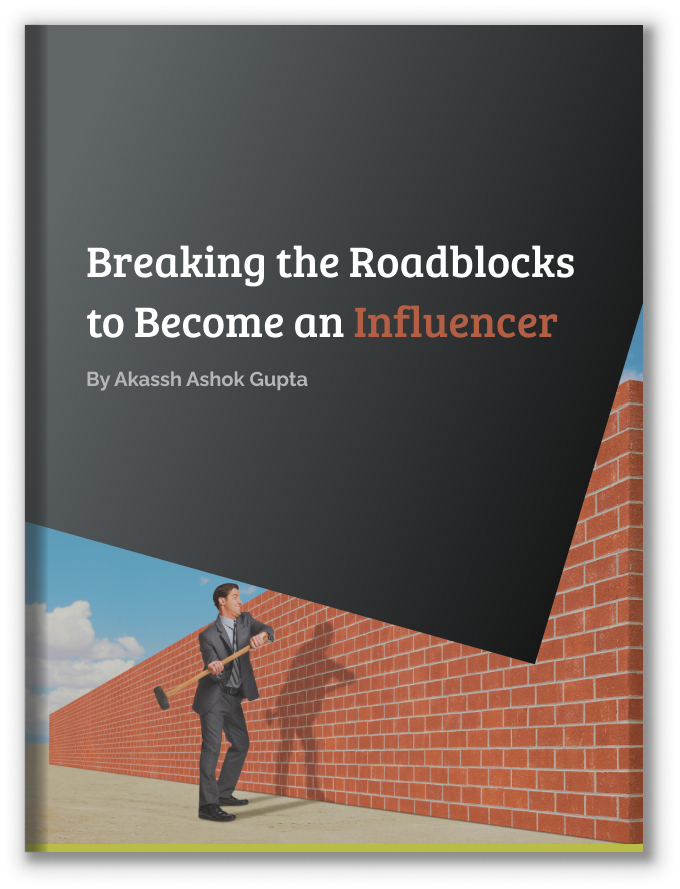 Breaking the Roadblocks
to Become an Influencer
By Akassh Ashok Gupta